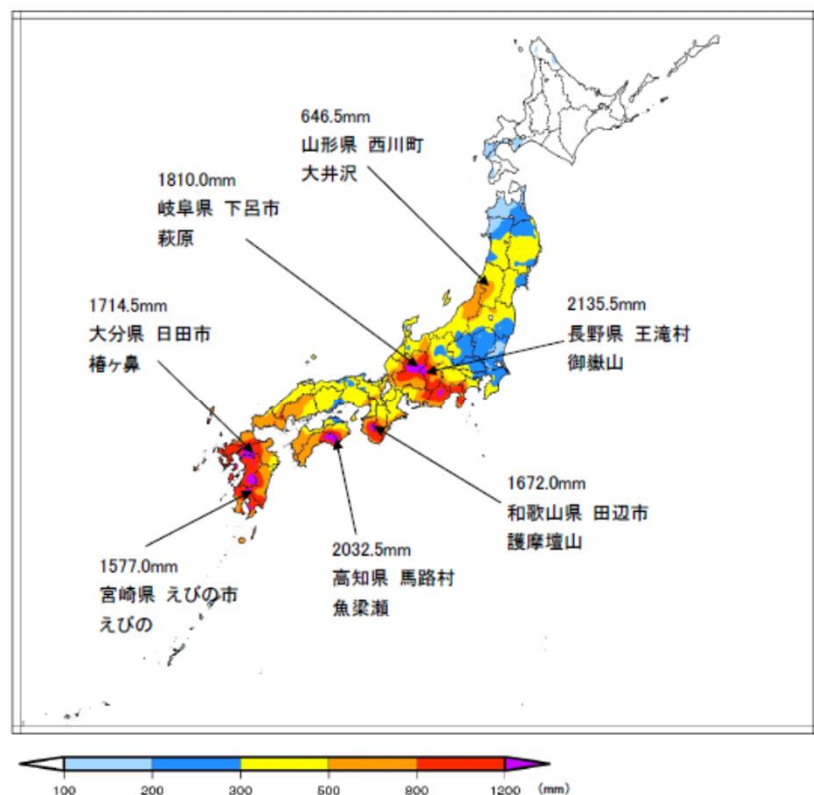 646.5mm
山形県 西川町
大井沢
1810.0mm
岐阜県 下呂市
萩原
1714.5mm
大分県 日田市
椿ヶ鼻
2135.5mm
長野県 王滝村
御嶽山
1672.0mm
和歌山県 田辺市
護摩壇山
2032.5mm
高知県 馬路村
魚梁瀬
1577.0mm
宮崎県 えびの市
えびの
100 200 300 500 800 1200 (mm)